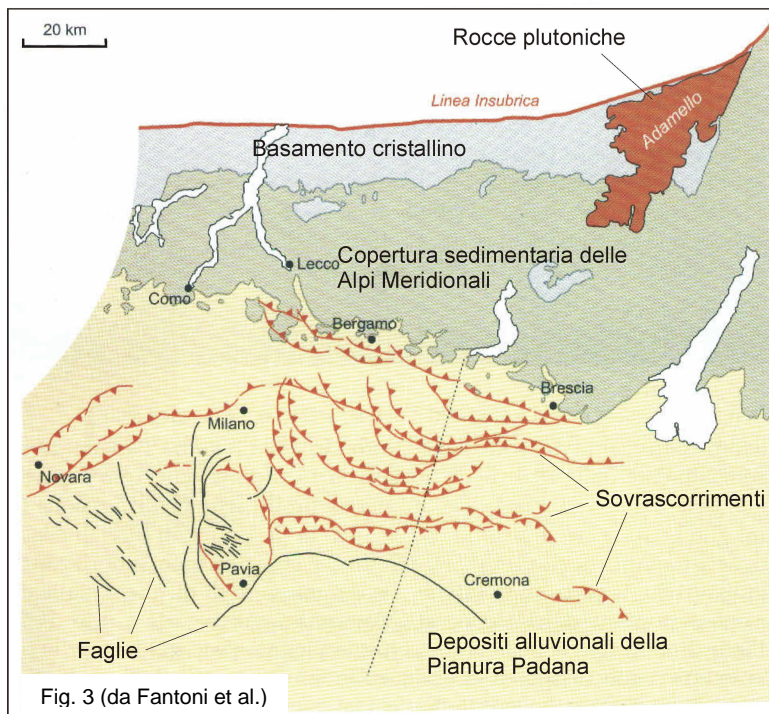 20 km
Rocce plutoniche
Linea Insubrica
Adamello
Basamento cristallino
Copertura sedimentaria delle
Alpi Meridionali
Lecco
Como
Bergamo
Brescia
Milano
Novara
Sovrascorrimenti
Pavia
Cremona
Faglie
Depositi alluvionali della
Pianura Padana
Fig. 3 (da Fantoni et al.)